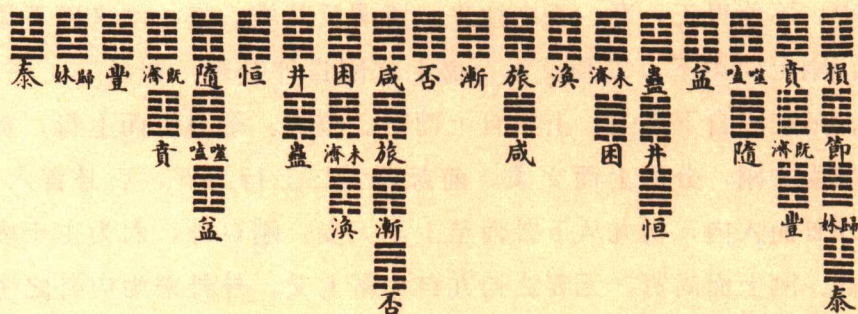 損 賁 噬嗑 益 蠱 未濟 渙 旅 漸 否 咸 困 井 恒 隨 既濟 豐 歸妹 泰
節 既濟 隨 井 困 咸 旅 未濟 蠱 噬嗑 賁
歸妹 豐 恒 漸 渙 益
泰 否